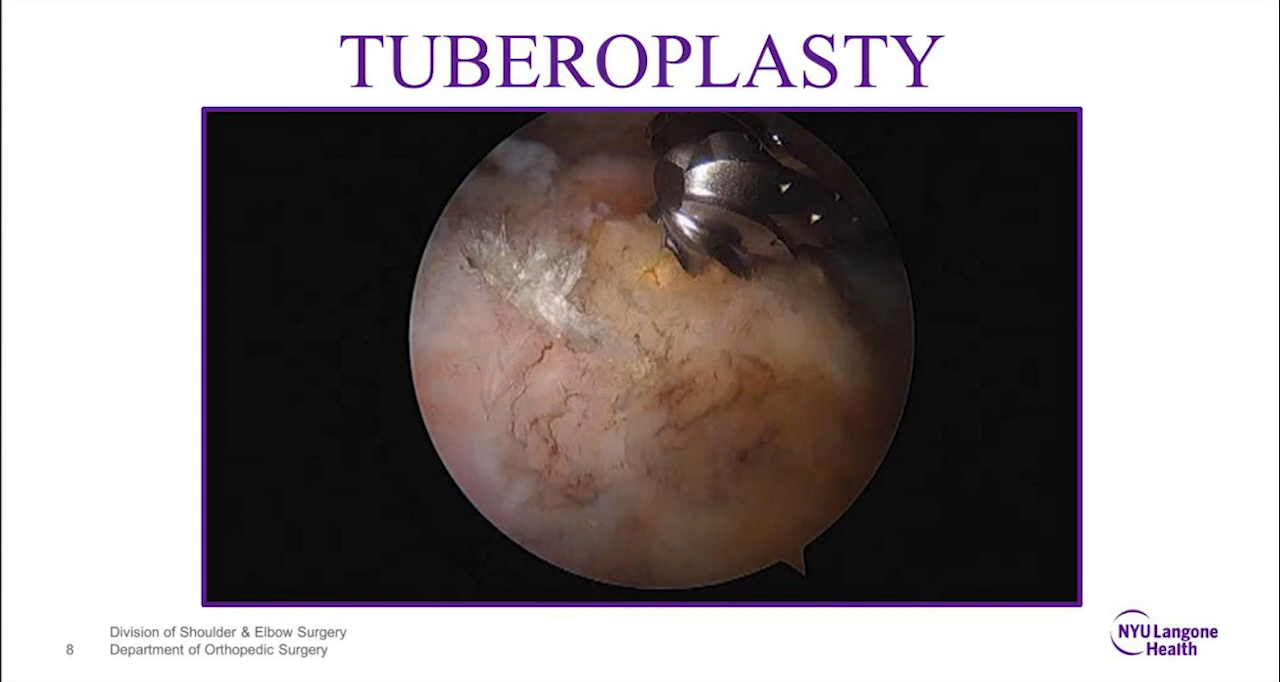 TUBEROPLASTY
Division of Shoulder & Elbow Surgery
8 Department of Orthopedic Surgery
NYU Langone
Health